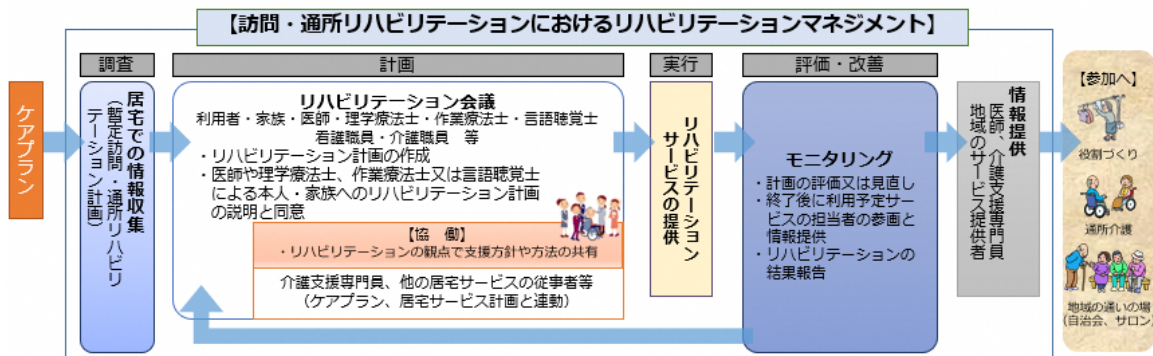 【訪問・通所リハビリテーションにおけるリハビリテーションマネジメント】
ケアプラン
調査
居宅での情報収集
（暫定訪問・通所リハビリ
テーション計画）
計画
リハビリテーション会議
利用者・家族・医師・理学療法士・作業療法士・言語聴覚士
看護職員・介護職員　等
・リハビリテーション計画の作成
・医師や理学療法士、作業療法士又は言語聴覚士
による本人・家族へのリハビリテーション計画
の説明と同意
【協　働】
・リハビリテーションの観点で支援方針や方法の共有
介護支援専門員、他の居宅サービスの従事者等
（ケアプラン、居宅サービス計画と連動）
実行
リハビリテーション
サービスの提供
評価・改善
モニタリング
・計画の評価又は見直し
・終了後に利用予定サー
ビスの担当者の参画と
情報提供
・リハビリテーションの
結果報告
情報提供
医師、介護支援専門員
地域のサービス提供者
【参加へ】
役割づくり
通所介護
地域の通いの場
（自治会、サロン）